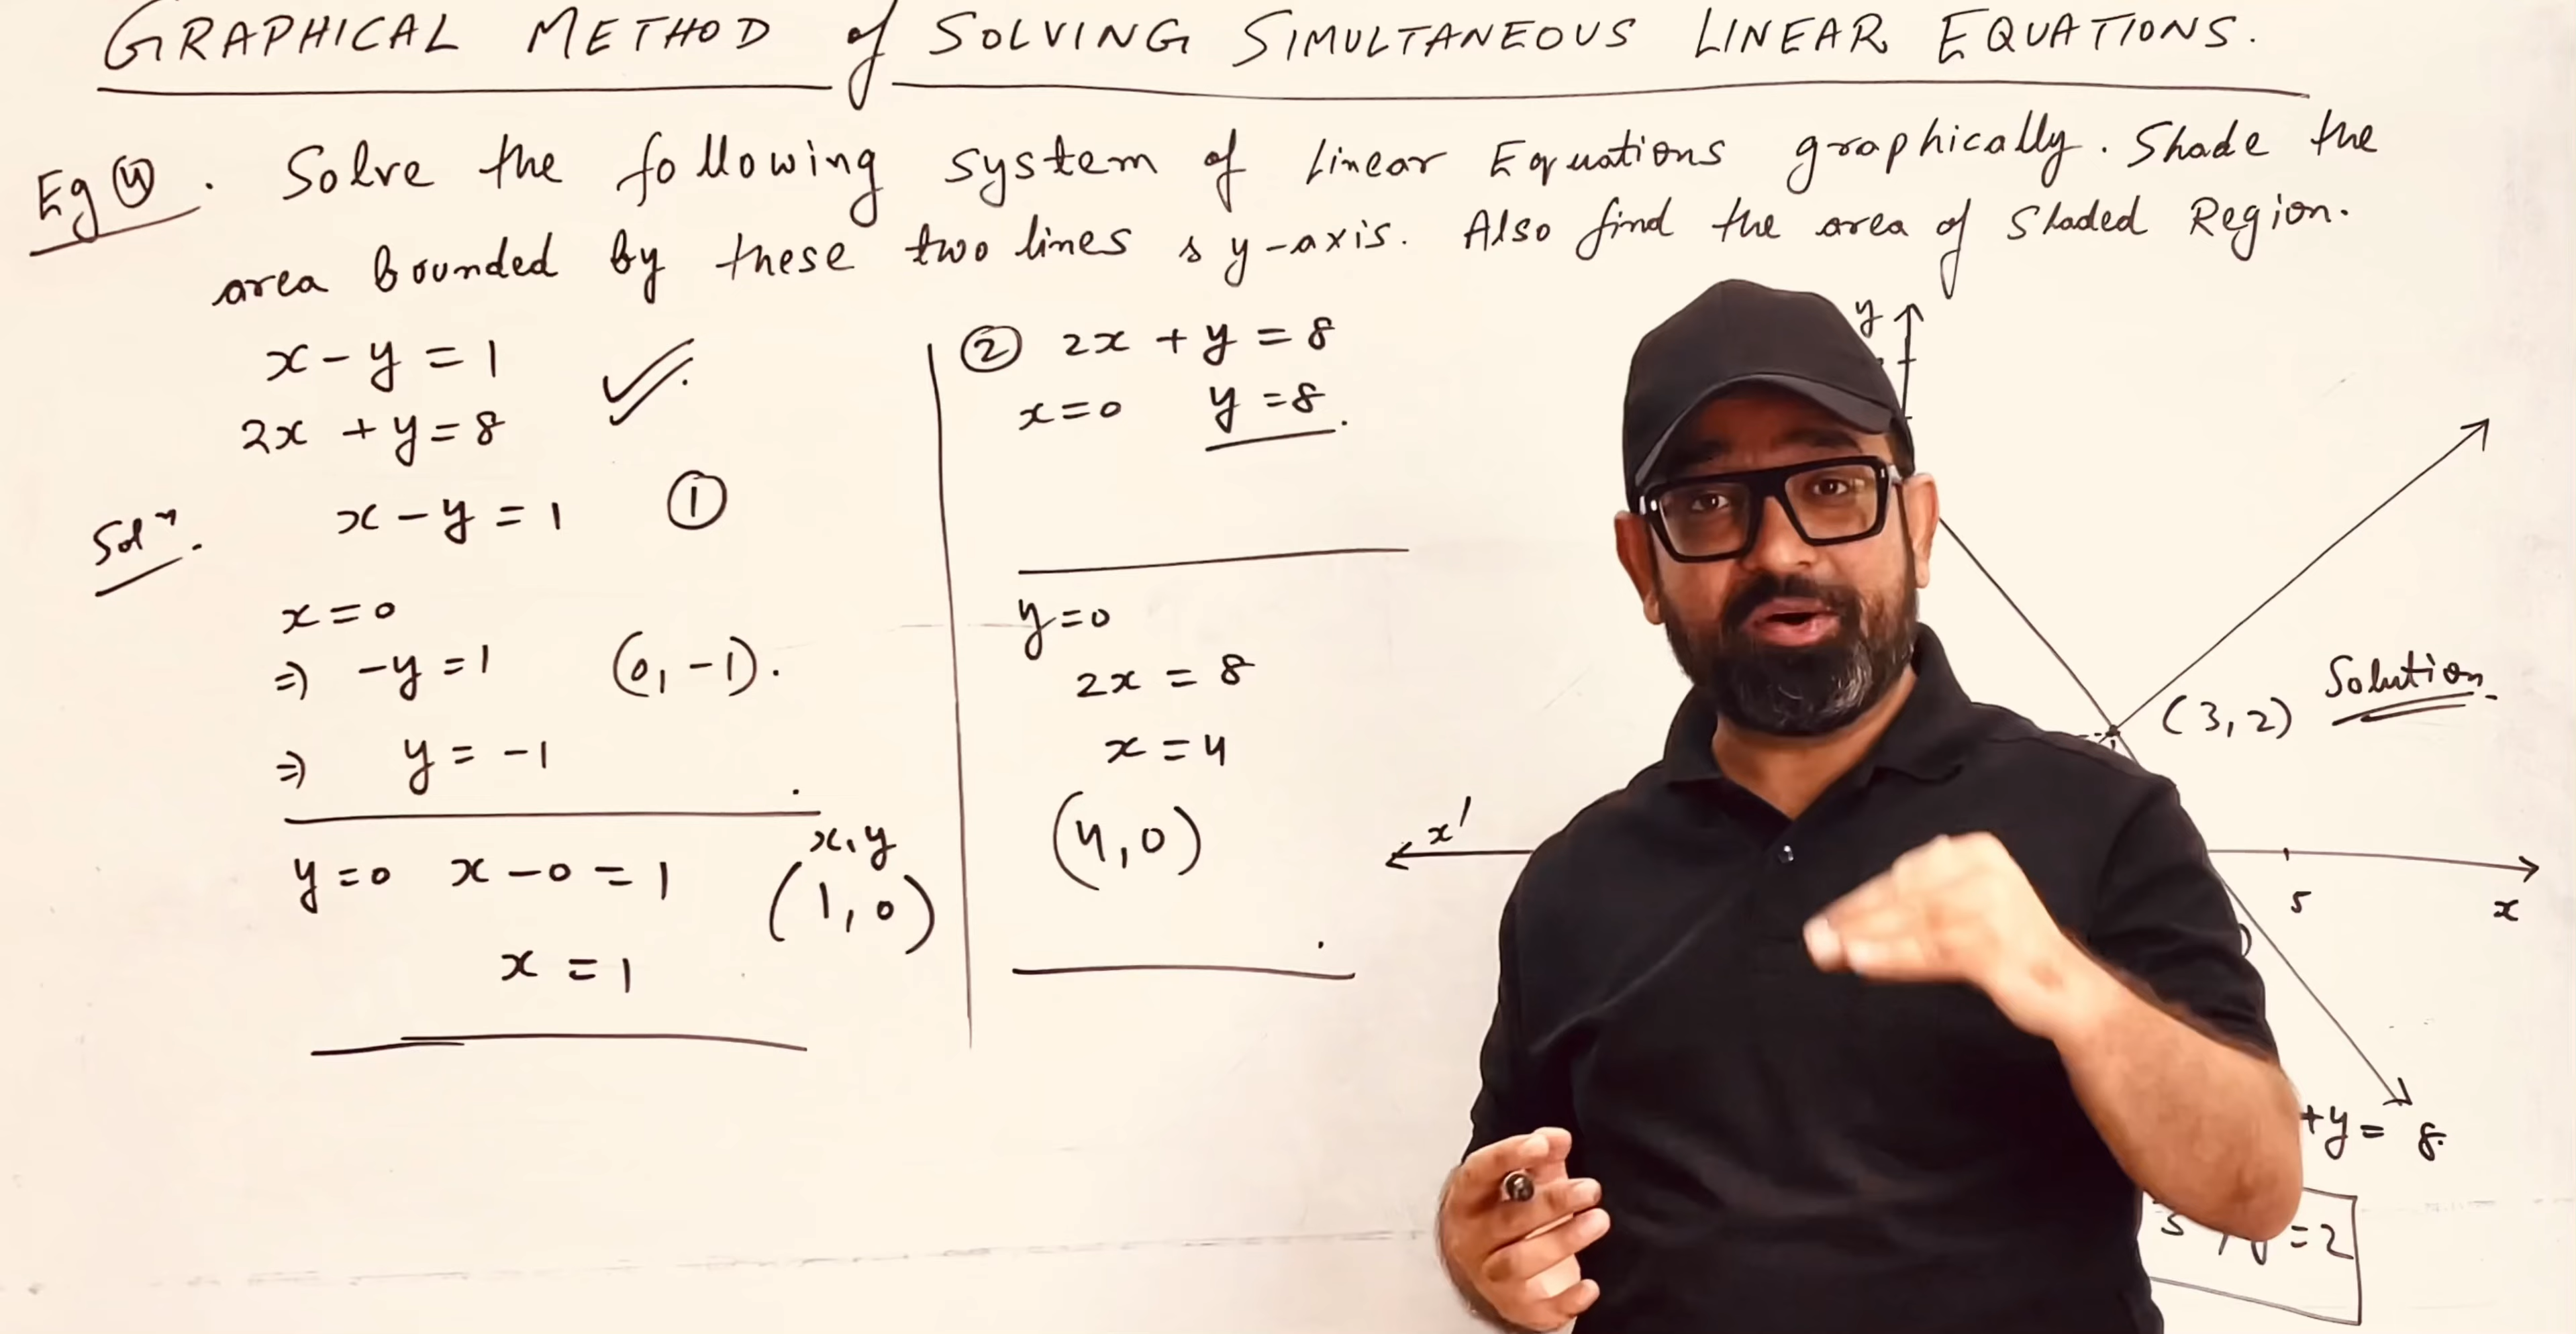 GRAPHICAL METHOD of SOLVING SIMULTANEOUS LINEAR EQUATIONS.
Eg ④. Solve the following system of Linear Equations graphically. Shade the
area bounded by these two lines & y-axis. Also find the area of Shaded Region.
x - y = 1
2x + y = 8
Solⁿ.
x - y = 1 ①
x = 0
⇒ -y = 1 (0, -1).
⇒ y = -1
x, y
y = 0 x - 0 = 1 (1, 0)
x = 1
② 2x + y = 8
x = 0 y = 8.
y = 0
2x = 8
x = 4
(4, 0)
y
(3, 2) Solution
x'
5
x
+y = 8.
= 2